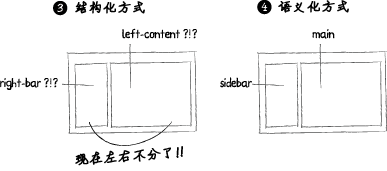 ❸ 结构化方式
❹ 语义化方式
left-content ?!?
main
right-bar ?!?
sidebar
现在左右不分了!!